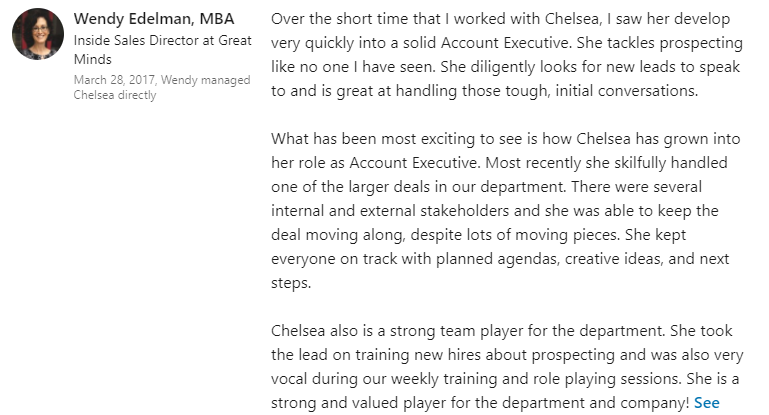 Wendy Edelman, MBA
Inside Sales Director at Great
Minds
March 28, 2017, Wendy managed
Chelsea directly
Over the short time that I worked with Chelsea, I saw her develop
very quickly into a solid Account Executive. She tackles prospecting
like no one I have seen. She diligently looks for new leads to speak
to and is great at handling those tough, initial conversations.
What has been most exciting to see is how Chelsea has grown into
her role as Account Executive. Most recently she skilfully handled
one of the larger deals in our department. There were several
internal and external stakeholders and she was able to keep the
deal moving along, despite lots of moving pieces. She kept
everyone on track with planned agendas, creative ideas, and next
steps.
Chelsea also is a strong team player for the department. She took
the lead on training new hires about prospecting and was also very
vocal during our weekly training and role playing sessions. She is a
strong and valued player for the department and company! See